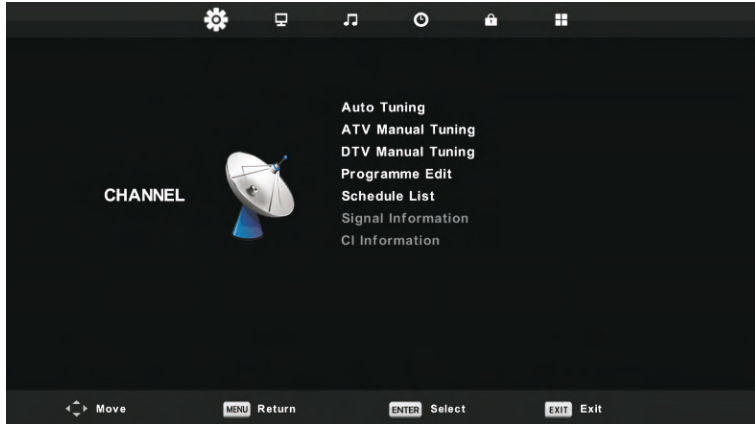 Auto Tuning
ATV Manual Tuning
DTV Manual Tuning
Programme Edit
CHANNEL
Schedule List
Signal Information
CI Information
Move MENU Return ENTER Select EXIT Exit